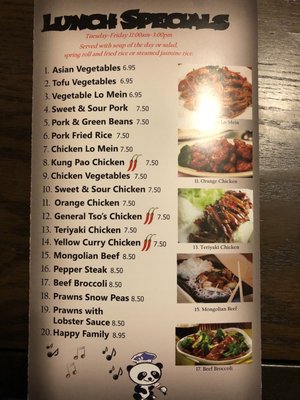 LUNCH SPECIALS
Tuesday-Friday 11:00am-3:00pm
Served with soup of the day or salad,
spring roll and fried rice or steamed jasmine rice.
1. Asian Vegetables 6.95
2. Tofu Vegetables 6.95
3. Vegetable Lo Mein 6.95
4. Sweet & Sour Pork 7.50
5. Pork & Green Beans 7.50
6. Pork Fried Rice 7.50
7. Chicken Lo Mein 7.50
8. Kung Pao Chicken 7.50
9. Chicken Vegetables 7.50
10. Sweet & Sour Chicken 7.50
11. Orange Chicken 7.50
12. General Tso's Chicken 7.50
13. Teriyaki Chicken 7.50
14. Yellow Curry Chicken 7.50
15. Mongolian Beef 8.50
16. Pepper Steak 8.50
17. Beef Broccoli 8.50
18. Prawns Snow Peas 8.50
19. Prawns with
Lobster Sauce 8.50
20. Happy Family 8.95
Lo Mein
11. Orange Chicken
13. Teriyaki Chicken
15. Mongolian Beef
17. Beef Broccoli